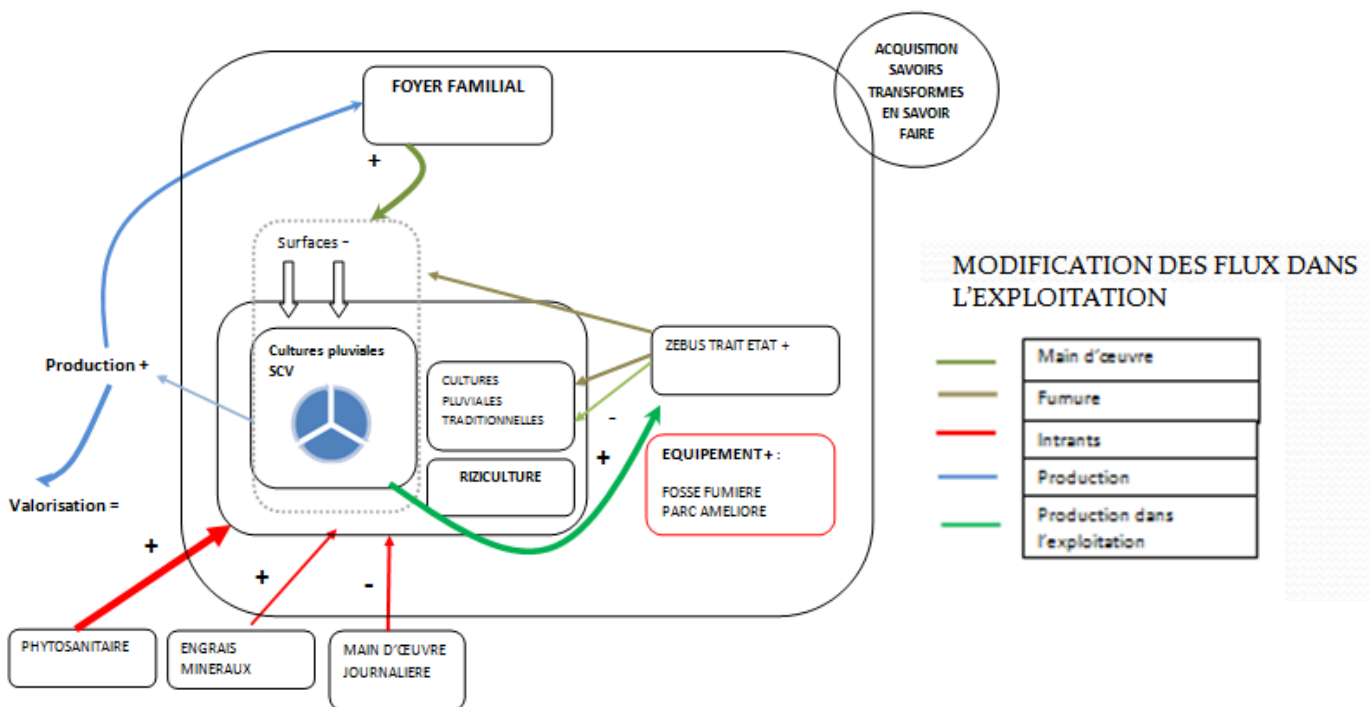 ACQUISITION
SAVOIRS
TRANSFORMES
EN SAVOIR
FAIRE
FOYER FAMILIAL
+
Surfaces -
MODIFICATION DES FLUX DANS
L'EXPLOITATION
Cultures pluviales
SCV
ZEBUS TRAIT ETAT +
Main d'œuvre
Production +
CULTURES
PLUVIALES
TRADITIONNELLES
-
Fumure
+
EQUIPEMENT+ :
Intrants
RIZICULTURE
FOSSE FUMIERE
PARC AMELIORE
Production
Valorisation =
Production dans
l'exploitation
+
+
-
PHYTOSANITAIRE
ENGRAIS
MINERAUX
MAIN D'ŒUVRE
JOURNALIERE